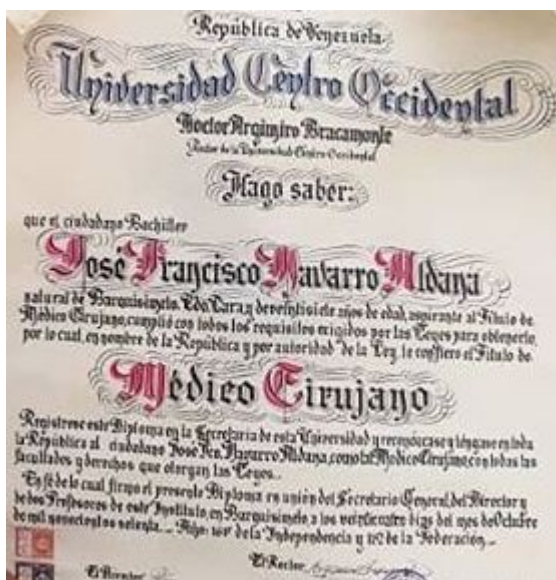 República de Venezuela
Universidad Centro Occidental
Doctor Argimiro Bracamonte
Rector de la Universidad Centro Occidental
Hago saber:
que el ciudadano Bachiller
José Francisco Navarro Aldana
natural de Barquisimeto, Edo. Lara, y de veintisiete años de edad, aspirante al Título de
Médico Cirujano, cumplió con todos los requisitos exigidos por las Leyes para obtenerlo,
por lo cual, en nombre de la República y por autoridad de la Ley, le confiero el Título de
Médico Cirujano
Regístrese este Diploma en la Secretaría de esta Universidad y reconózcase y téngase en toda
la República al ciudadano José Fco. Navarro Aldana, como tal Médico Cirujano, con todas las
facultades y derechos que otorgan las Leyes.
En fé de lo cual firmo el presente Diploma en unión del Secretario General, del Director y
de dos Profesores de este Instituto, en Barquisimeto a los veinticuatro días del mes de Octubre
de mil novecientos setenta. Año: 161º de la Independencia y 112 de la Federación
El Rector
El Director